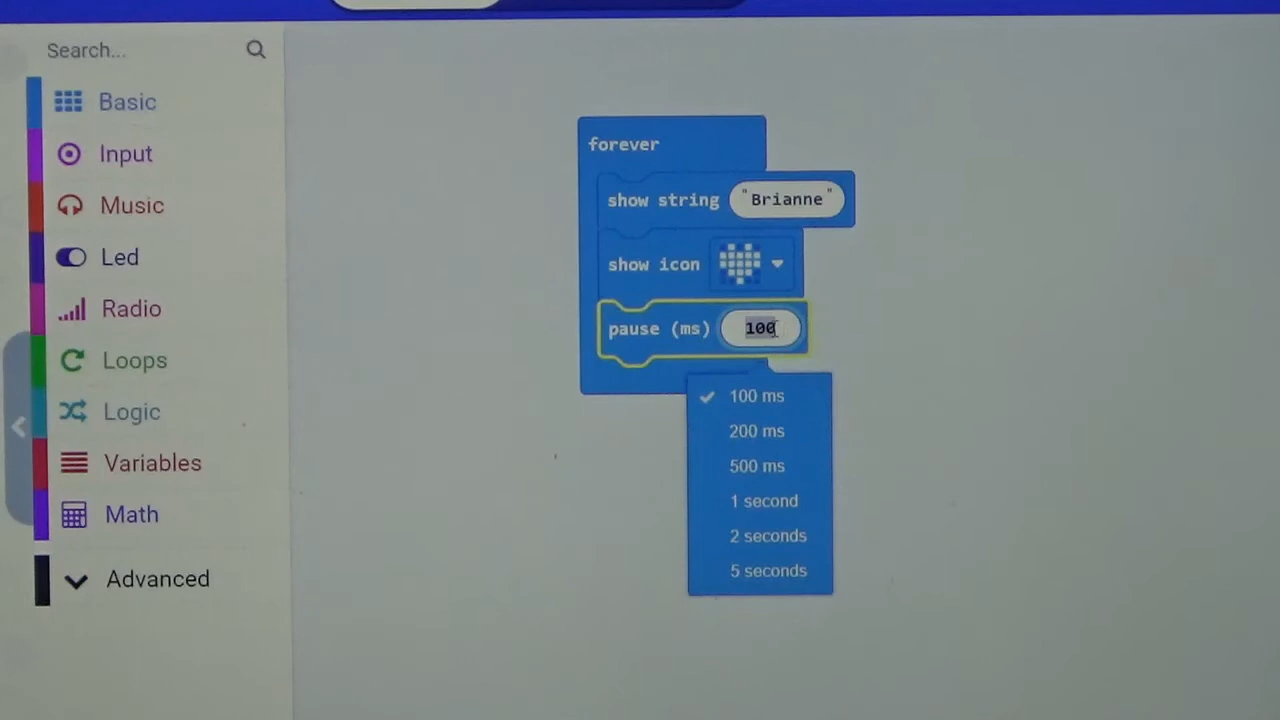 Search...
Basic
Input
Music
Led
Radio
Loops
Logic
Variables
Math
Advanced
forever
show string "Brianne"
show icon
pause (ms) 100
100 ms
200 ms
500 ms
1 second
2 seconds
5 seconds